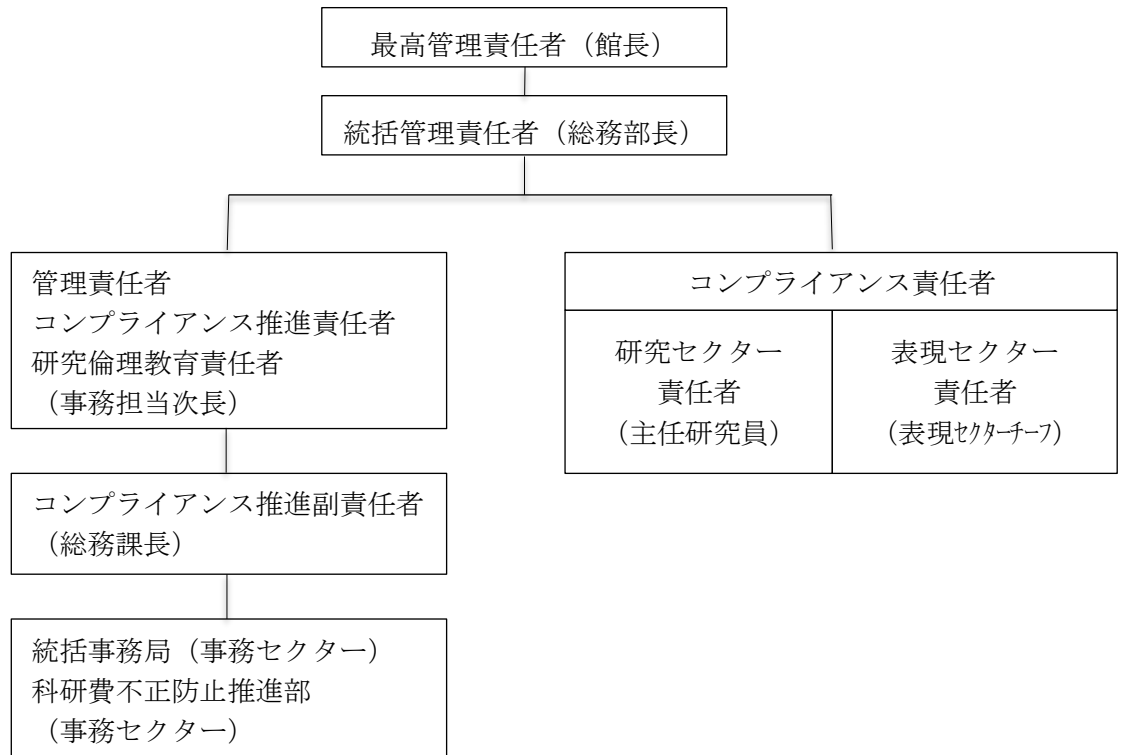 最高管理責任者（館長）
統括管理責任者（総務部長）
管理責任者
コンプライアンス推進責任者
研究倫理教育責任者
（事務担当次長）
コンプライアンス責任者
研究セクター
責任者
（主任研究員）
表現セクター
責任者
（表現ｾｸﾀｰﾁｰﾌ）
コンプライアンス推進副責任者
（総務課長）
統括事務局（事務セクター）
科研費不正防止推進部
（事務セクター）